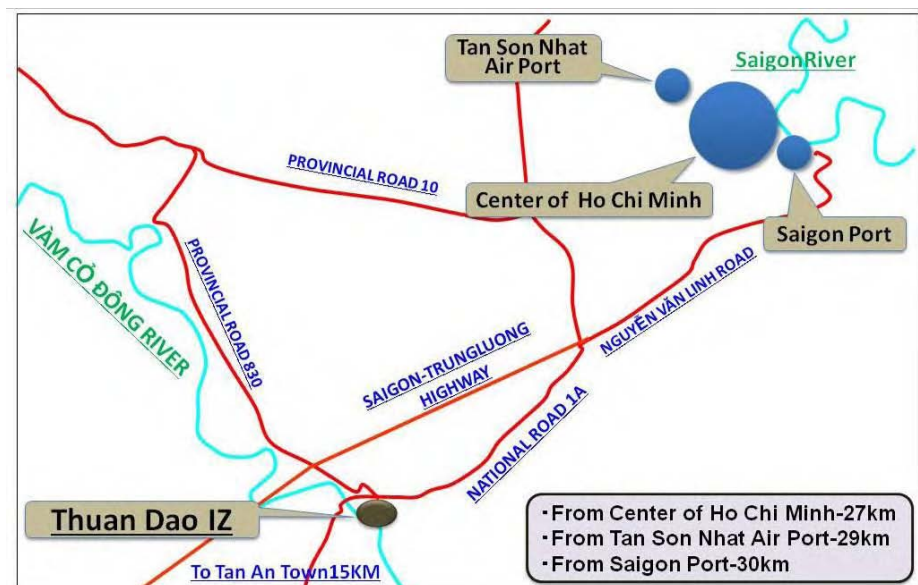 Tan Son Nhat
Air Port
SaigonRiver
PROVINCIAL ROAD 10
Center of Ho Chi Minh
Saigon Port
VÀM CỎ ĐÔNG RIVER
PROVINCIAL ROAD 830
NGUYỄN VĂN LINH ROAD
SAIGON-TRUNGLUONG
HIGHWAY
NATIONAL ROAD 1A
Thuan Dao IZ
To Tan An Town15KM
·From Center of Ho Chi Minh-27km
·From Tan Son Nhat Air Port-29km
·From Saigon Port-30km